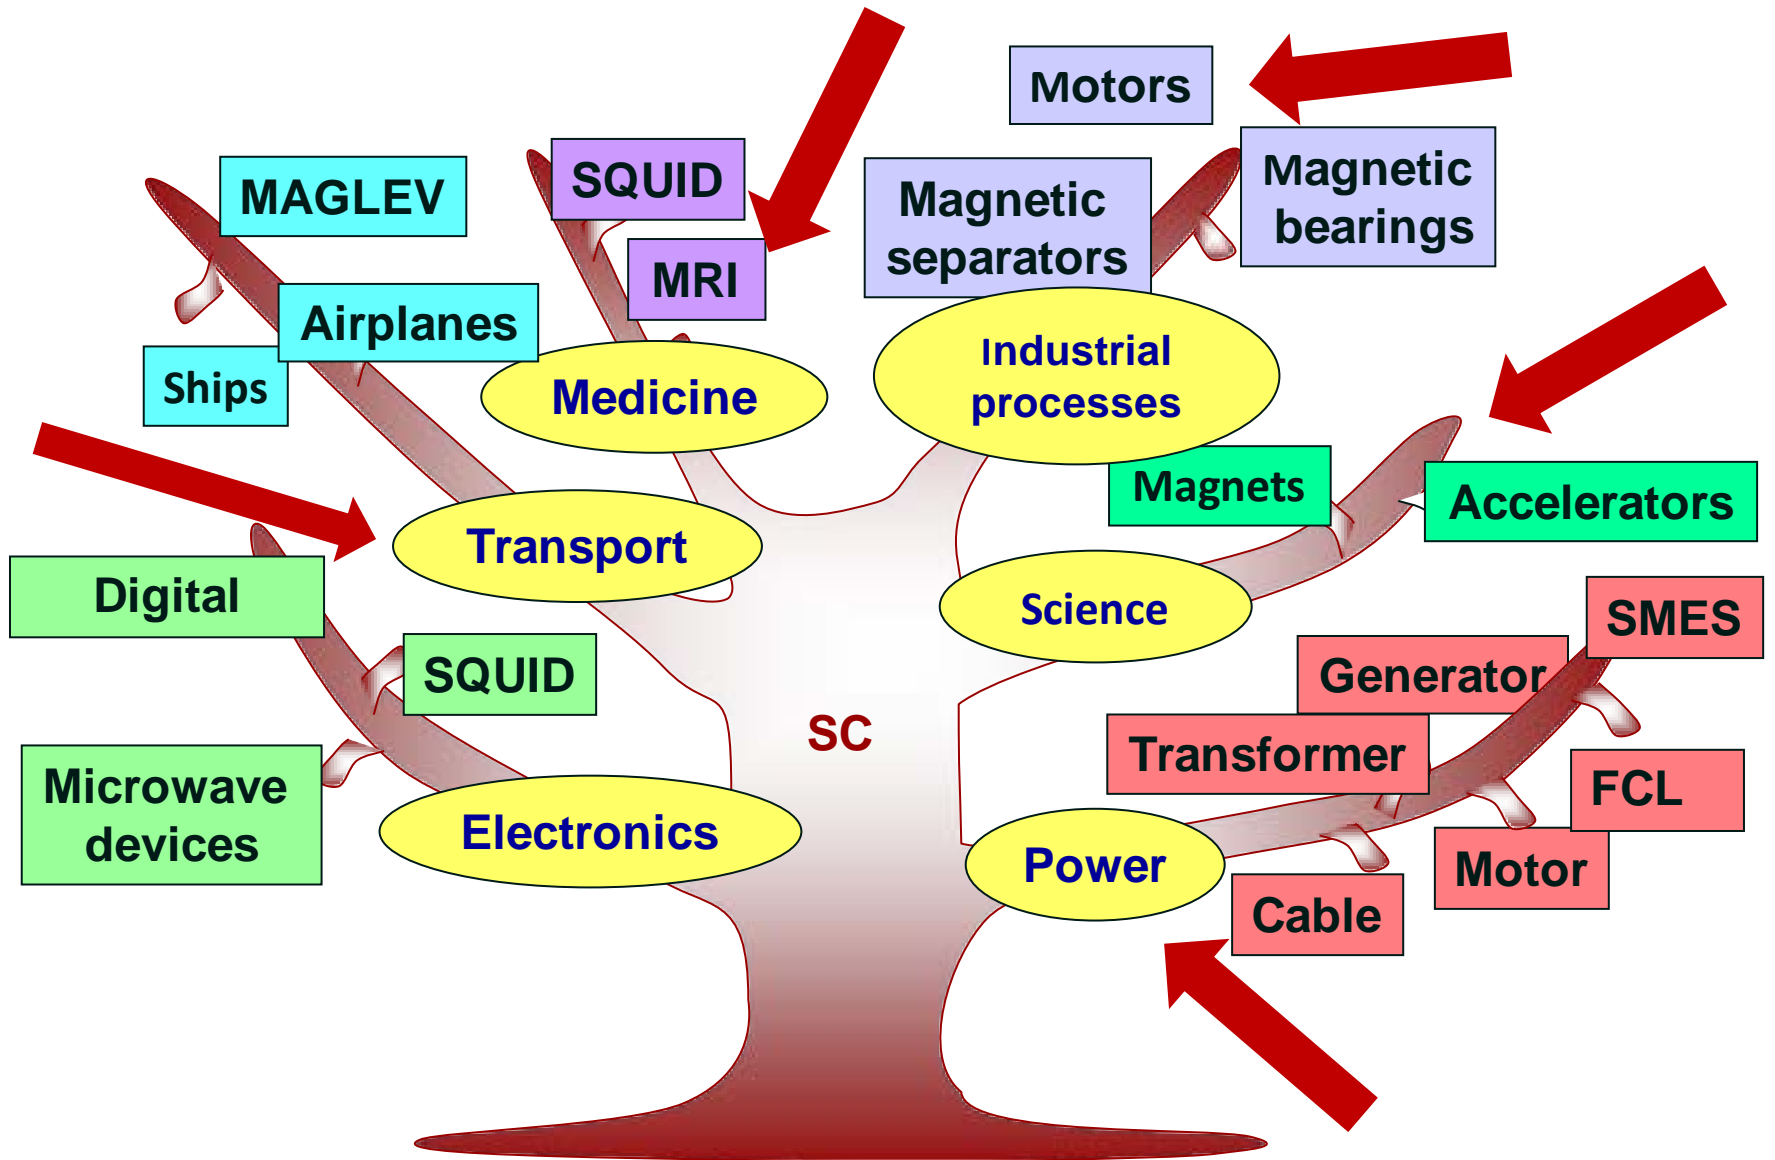 Motors
SQUID
MAGLEV
Magnetic
bearings
Magnetic
separators
MRI
Airplanes
Ships
Medicine
Industrial
processes
Magnets
Accelerators
Transport
Digital
Science
SMES
SQUID
Generator
SC
Transformer
Microwave
devices
FCL
Electronics
Power
Motor
Cable